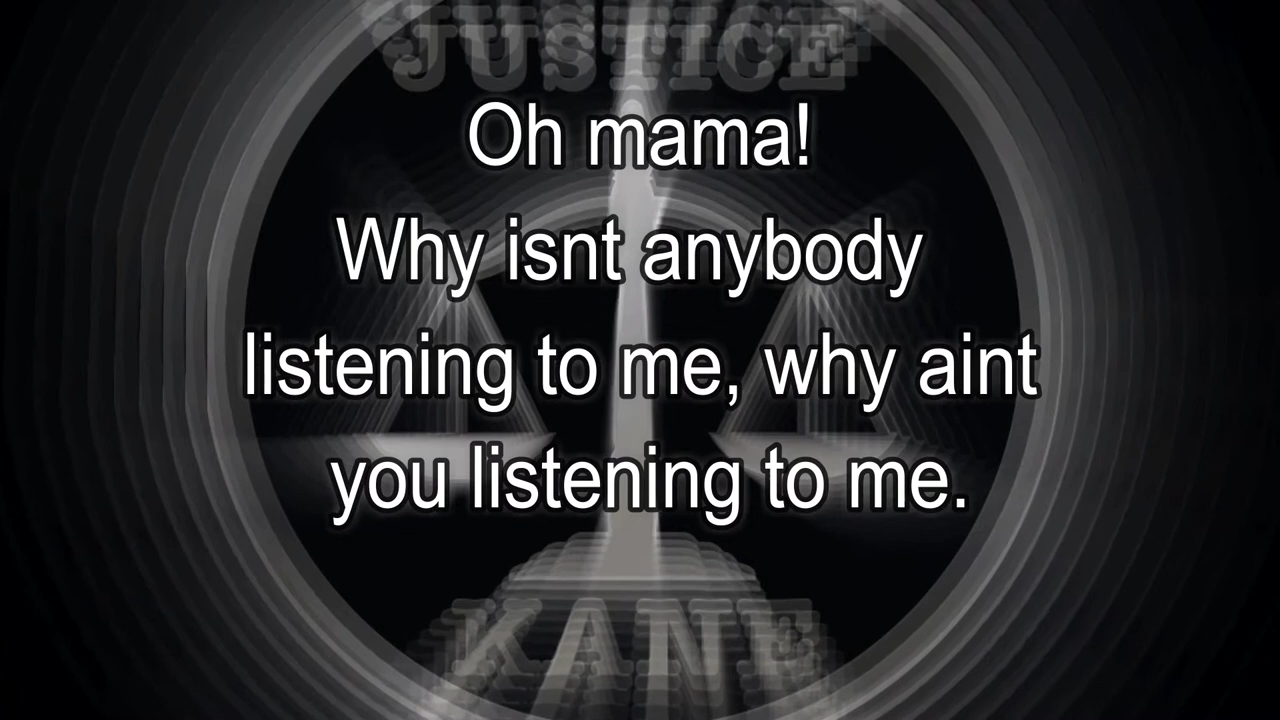 JUSTICE
Oh mama!
Why isnt anybody
listening to me, why aint
you listening to me.
KANE